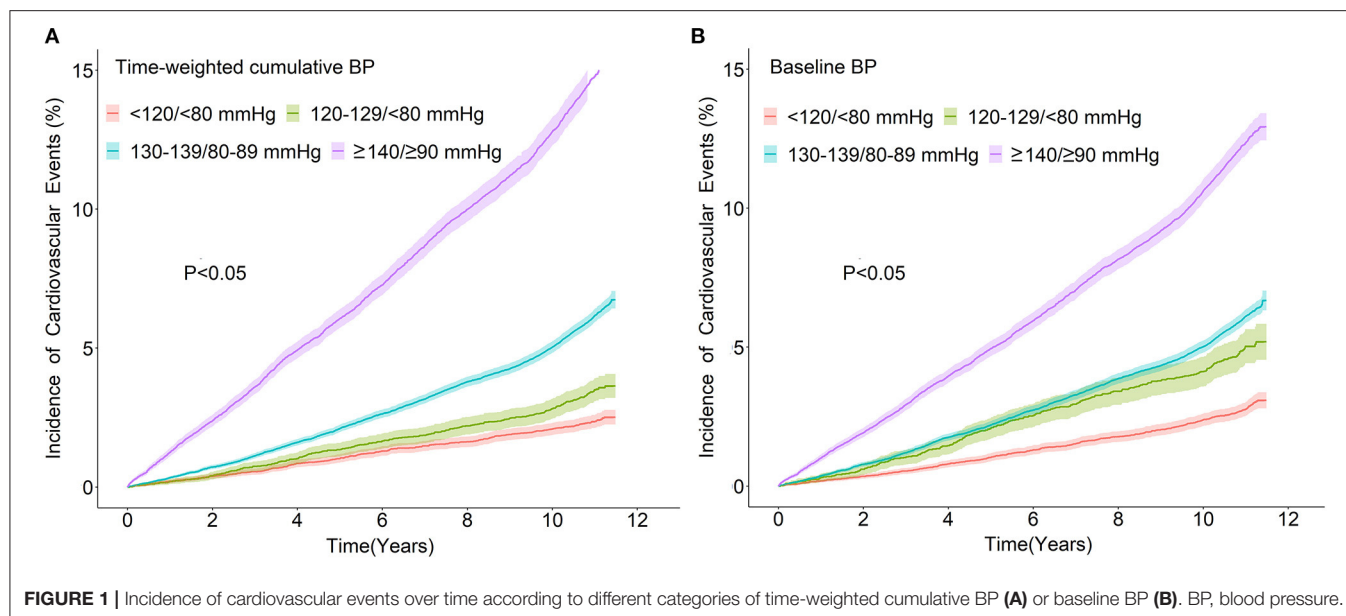 A
Time-weighted cumulative BP
<120/<80 mmHg 120-129/<80 mmHg
130-139/80-89 mmHg ≥140/≥90 mmHg
P<0.05
Incidence of Cardiovascular Events (%)
15
10
5
0
0 2 4 6 8 10 12
Time(Years)
B
Baseline BP
<120/<80 mmHg 120-129/<80 mmHg
130-139/80-89 mmHg ≥140/≥90 mmHg
P<0.05
Incidence of Cardiovascular Events (%)
15
10
5
0
0 2 4 6 8 10 12
Time(Years)
FIGURE 1 | Incidence of cardiovascular events over time according to different categories of time-weighted cumulative BP (A) or baseline BP (B). BP, blood pressure.